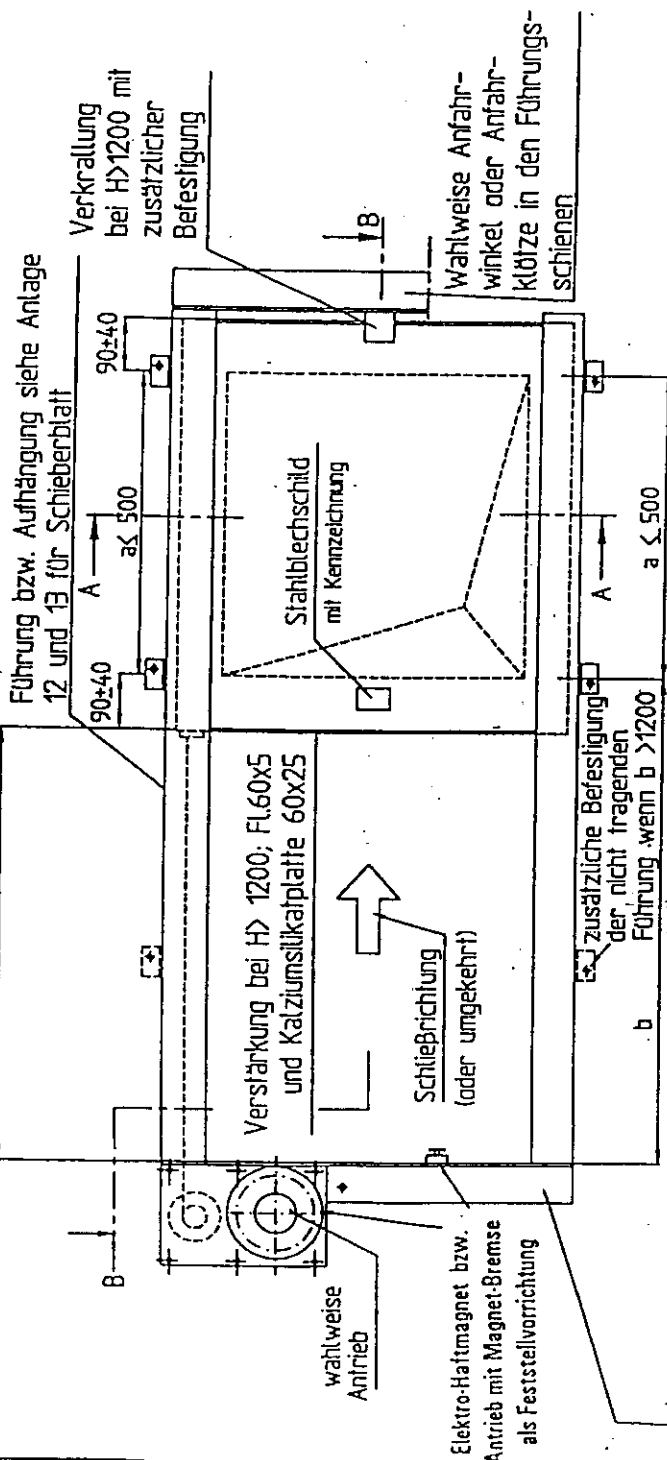 Führung bzw. Aufhängung siehe Anlage
12 und 13 für Schieberblatt
Verkrallung
bei H>1200 mit
zusätzlicher
Befestigung
90±40
a≤ 500
90±40
A
B
B
Stahlblechschild
mit Kennzeichnung
Wahlweise Anfahr-
winkel oder Anfahr-
klötze in den Führungs-
schienen
Verstärkung bei H> 1200; Fl.60x5
und Kalziumsilikatplatte 60x25
Schließrichtung
(oder umgekehrt)
wahlweise
Antrieb
Elektro-Haftmagnet bzw.
Antrieb mit Magnet-Bremse
als Feststellvorrichtung
zusätzliche Befestigung
der nicht tragenden
Führung .wenn b >1200
A
a ≤ 500
b